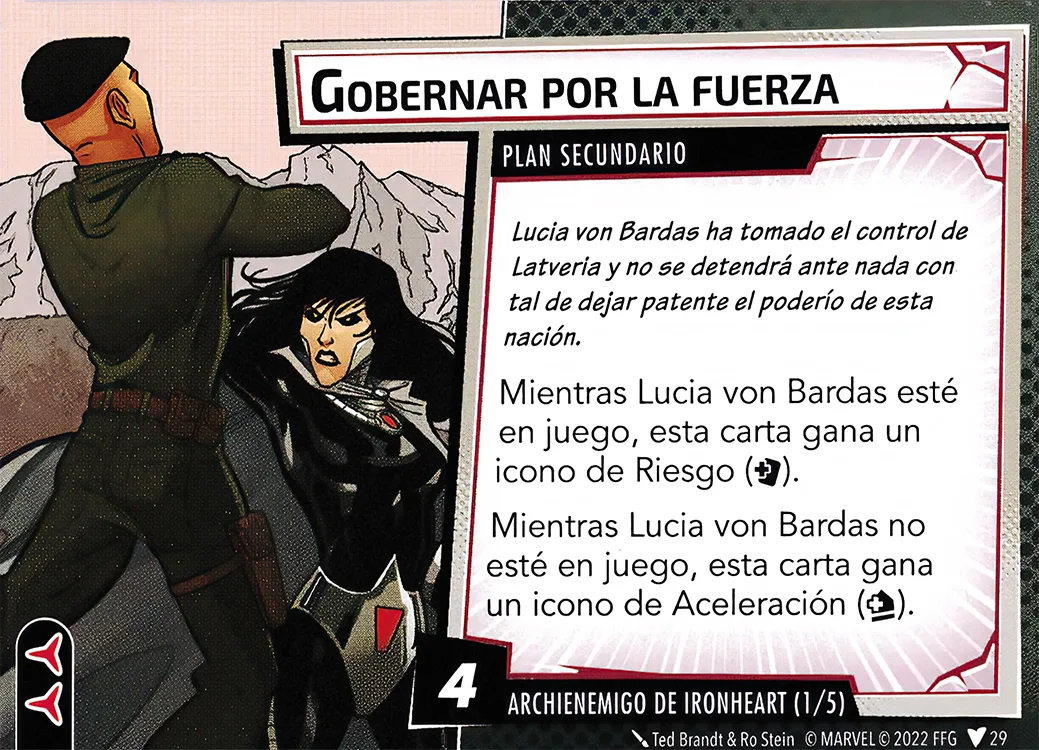 GOBERNAR POR LA FUERZA
PLAN SECUNDARIO
Lucia von Bardas ha tomado el control de
Latveria y no se detendrá ante nada con
tal de dejar patente el poderío de esta
nación.
Mientras Lucia von Bardas esté
en juego, esta carta gana un
icono de Riesgo ( ).
Mientras Lucia von Bardas no
esté en juego, esta carta gana
un icono de Aceleración ( ).
4
ARCHIENEMIGO DE IRONHEART (1/5)
Ted Brandt & Ro Stein © MARVEL © 2022 FFG 29